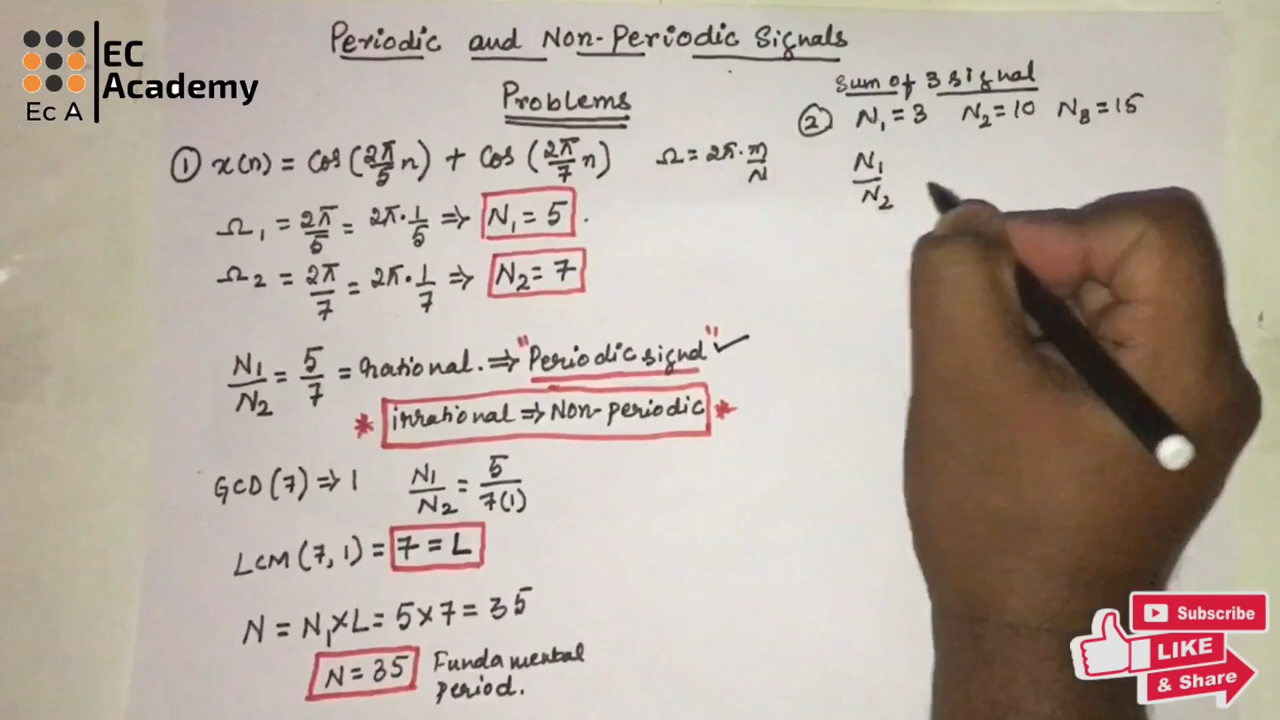 EC
Academy
Ec A
Periodic and Non-Periodic Signals
Problems
① x(n) = cos(2π/5 n) + cos(2π/7 n) Ω = 2π·m/N
Ω₁ = 2π/5 = 2π·1/5 ⇒ N₁ = 5.
Ω₂ = 2π/7 = 2π·1/7 ⇒ N₂ = 7
N₁/N₂ = 5/7 = rational. ⇒ "Periodic signal" ✓
* irrational ⇒ Non-periodic *
GCD(7) ⇒ 1 N₁/N₂ = 5/7(1)
LCM(7,1) = 7 = L
N = N₁×L = 5×7 = 35
N = 35 Fundamental
period.
Sum of 3 signal
② N₁ = 3 N₂ = 10 N₃ = 15
N₁/N₂
Subscribe
LIKE
& Share